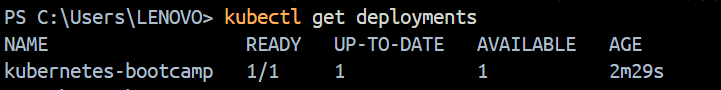 PS C:\Users\LENOVO> kubectl get deployments
NAME READY UP-TO-DATE AVAILABLE AGE
kubernetes-bootcamp 1/1 1 1 2m29s